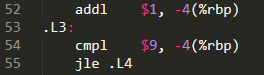 52 addl $1, -4(%rbp)
53 .L3:
54 cmpl $9, -4(%rbp)
55 jle .L4